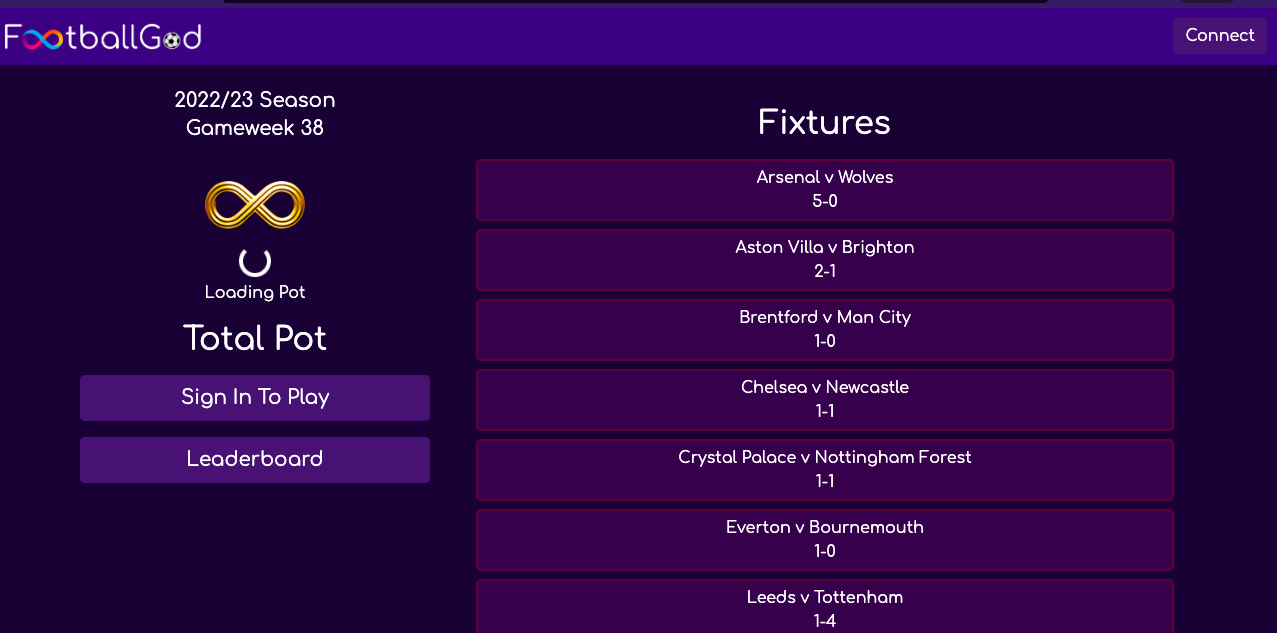 FootballGod
Connect
2022/23 Season
Gameweek 38
Loading Pot
Total Pot
Sign In To Play
Leaderboard
Fixtures
Arsenal v Wolves
5-0
Aston Villa v Brighton
2-1
Brentford v Man City
1-0
Chelsea v Newcastle
1-1
Crystal Palace v Nottingham Forest
1-1
Everton v Bournemouth
1-0
Leeds v Tottenham
1-4